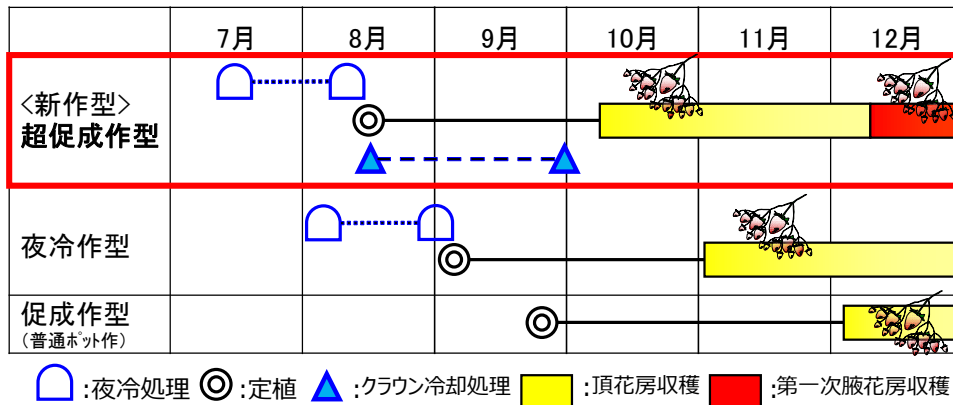 7月 8月 9月 10月 11月 12月
<新作型>
超促成作型
夜冷作型
促成作型
(普通ﾎﾟｯﾄ作)
:夜冷処理 :定植 :クラウン冷却処理 :頂花房収穫 :第一次腋花房収穫